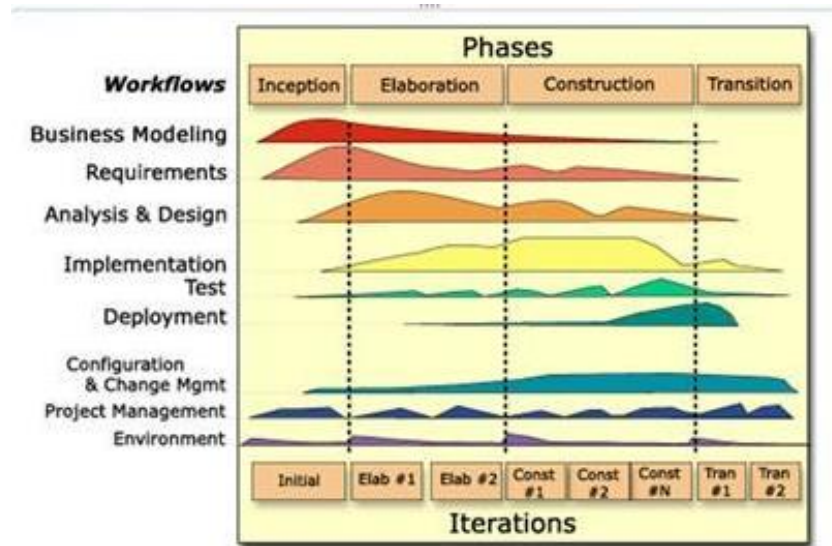 Phases
Workflows Inception Elaboration Construction Transition
Business Modeling
Requirements
Analysis & Design
Implementation
Test
Deployment
Configuration
& Change Mgmt
Project Management
Environment
Initial Elab #1 Elab #2 Const #1 Const #2 Const #N Tran #1 Tran #2
Iterations